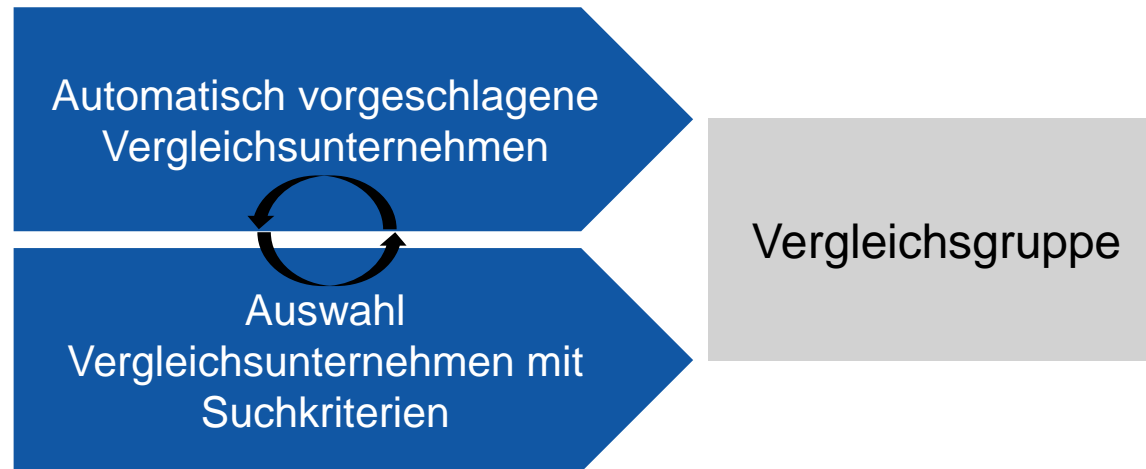 Automatisch vorgeschlagene
Vergleichsunternehmen
Auswahl
Vergleichsunternehmen mit
Suchkriterien
Vergleichsgruppe